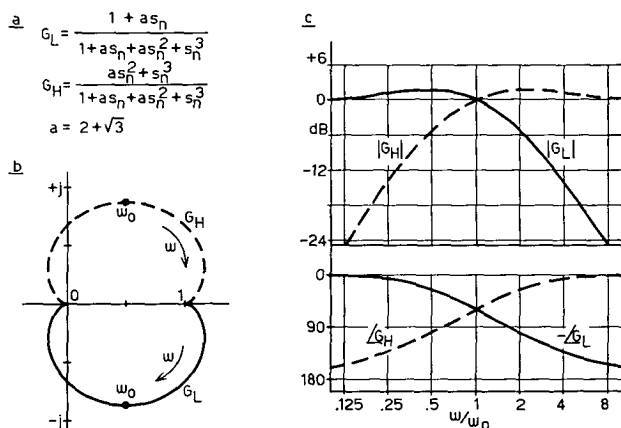 a
G_L = (1 + as_n) / (1+as_n+as_n^2+s_n^3)
G_H = (as_n^2+s_n^3) / (1+as_n+as_n^2+s_n^3)
a = 2+√3
b
+j
ω_0
G_H
ω
0
1
ω
ω_0
G_L
-j
c
+6
0
dB
-12
-24
|G_H|
|G_L|
0
90
180
∠G_H
-∠G_L
.125
.25
.5
1
2
4
8
ω/ω_0